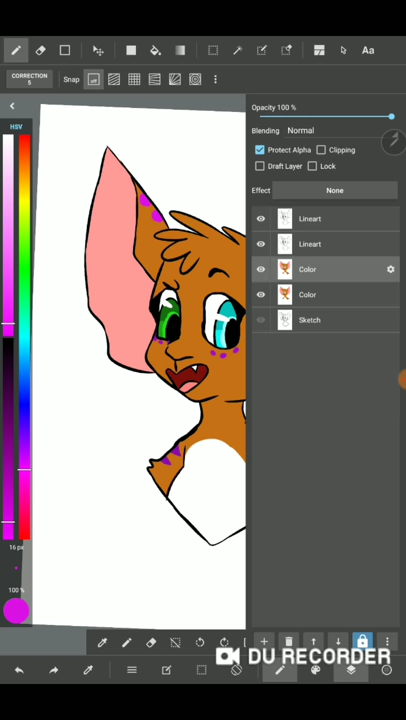 Aa
CORRECTION
5
Snap
off
HSV
Opacity 100 %
Blending Normal
Protect Alpha
Clipping
Draft Layer
Lock
Effect
None
Lineart
Lineart
Color
Color
Sketch
16 px
100 %
DU RECORDER